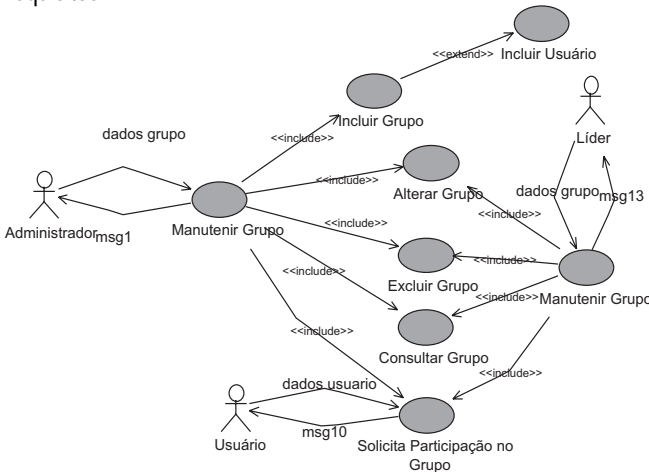 <<extend>> Incluir Usuário
Incluir Grupo
dados grupo
<<include>>
Líder
<<include>>
Alterar Grupo
dados grupo
msg13
<<include>>
Administrador
msg1
Manutenir Grupo
<<include>>
<<include>>
<<include>>
Excluir Grupo
<<include>>
Manutenir Grupo
<<include>>
Consultar Grupo
<<include>>
dados usuario
msg10
Usuário
Solicita Participação no
Grupo